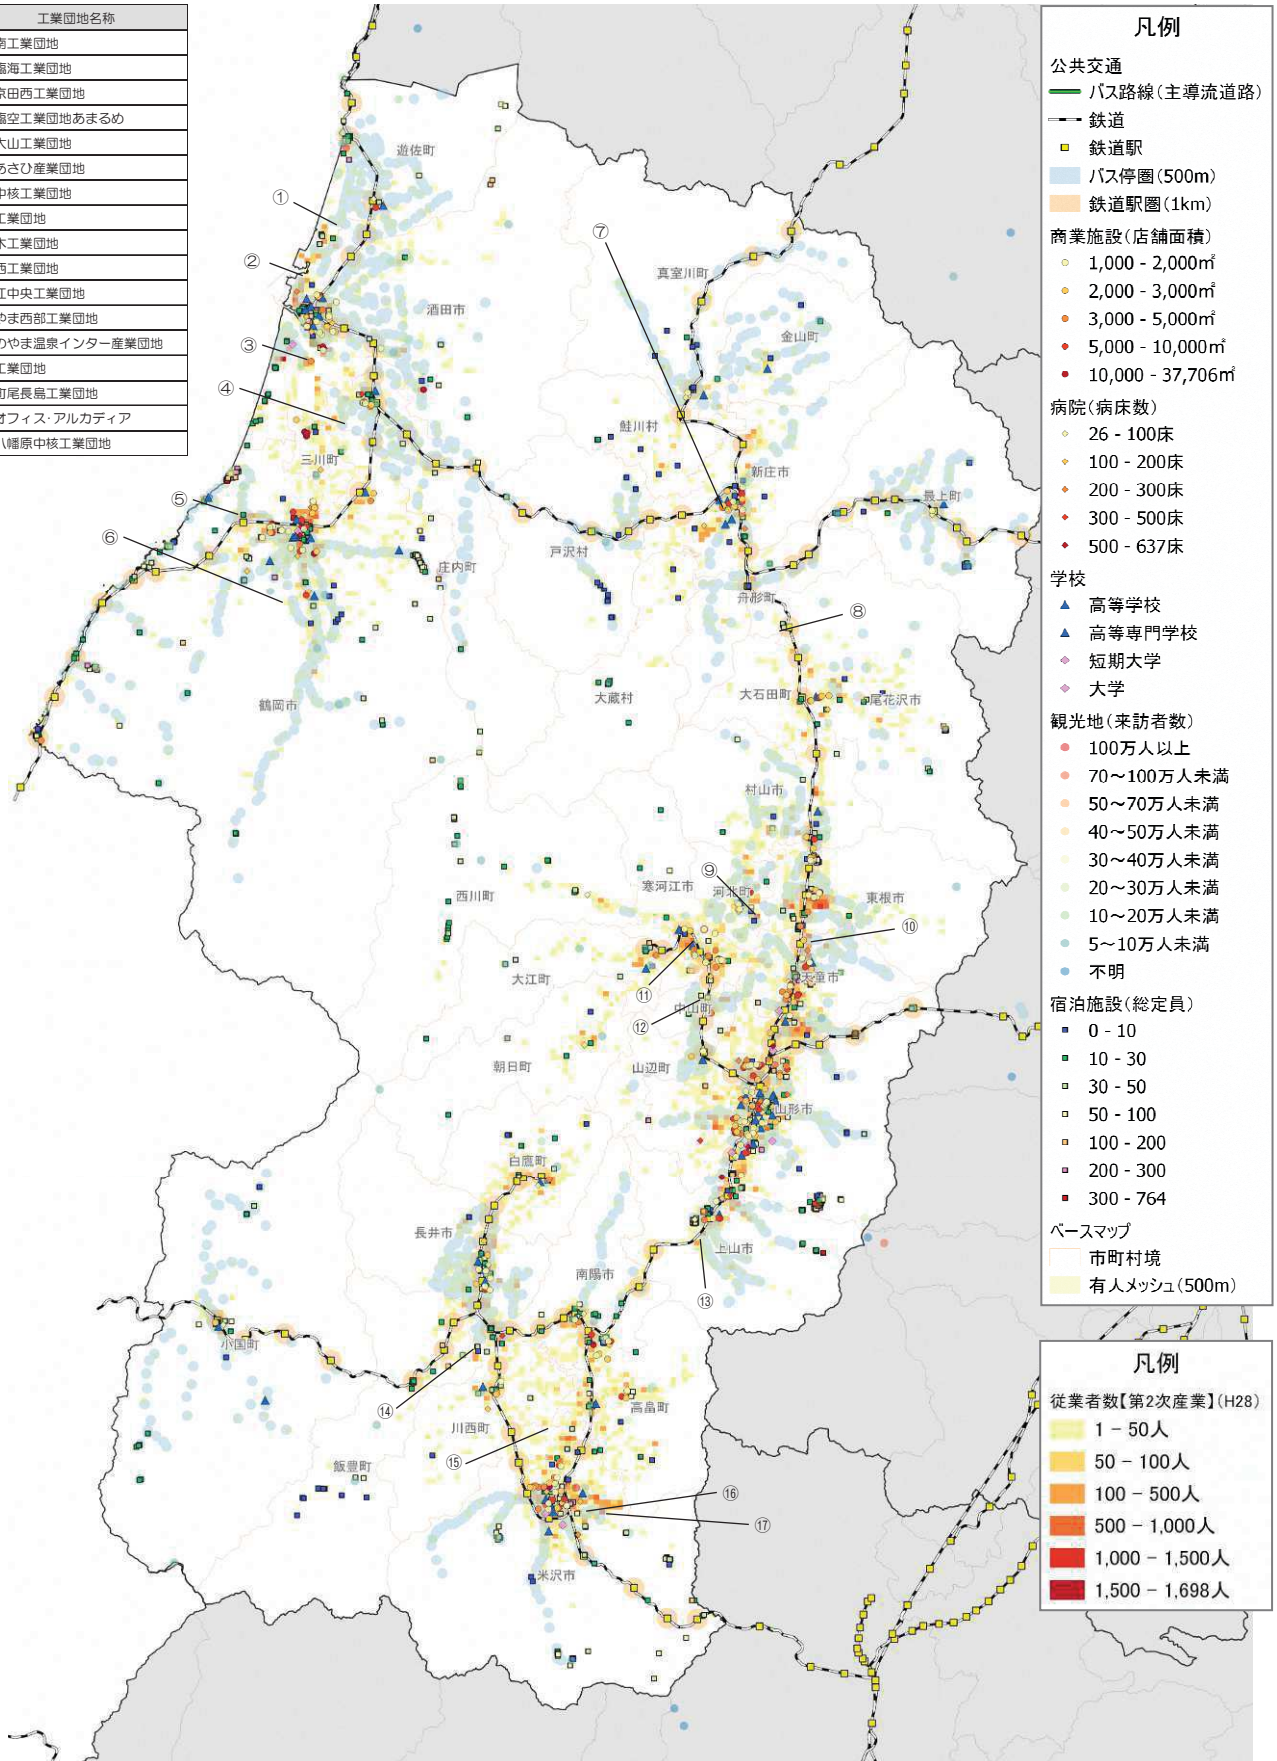 工業団地名称
南工業団地
臨海工業団地
京田西工業団地
臨空工業団地あまるめ
大山工業団地
あさひ産業団地
中核工業団地
工業団地
木工業団地
西工業団地
江中央工業団地
やま西部工業団地
のやま温泉インター産業団地
工業団地
町尾長島工業団地
オフィス・アルカディア
八幡原中核工業団地
凡例
公共交通
バス路線(主導流道路)
鉄道
鉄道駅
バス停圏(500m)
鉄道駅圏(1km)
商業施設(店舗面積)
1,000 - 2,000㎡
2,000 - 3,000㎡
3,000 - 5,000㎡
5,000 - 10,000㎡
10,000 - 37,706㎡
病院(病床数)
26 - 100床
100 - 200床
200 - 300床
300 - 500床
500 - 637床
学校
高等学校
高等専門学校
短期大学
大学
観光地(来訪者数)
100万人以上
70～100万人未満
50～70万人未満
40～50万人未満
30～40万人未満
20～30万人未満
10～20万人未満
5～10万人未満
不明
宿泊施設(総定員)
0 - 10
10 - 30
30 - 50
50 - 100
100 - 200
200 - 300
300 - 764
ベースマップ
市町村境
有人メッシュ(500m)
凡例
従業者数【第2次産業】(H28)
1 - 50人
50 - 100人
100 - 500人
500 - 1,000人
1,000 - 1,500人
1,500 - 1,698人
遊佐町
①
⑦
②
真室川町
酒田市
金山町
③
④
鮭川村
三川町
新庄市
最上町
⑤
⑥
戸沢村
庄内町
舟形町
⑧
大蔵村
大石田町
尾花沢市
鶴岡市
村山市
⑨
寒河江市
河北町
西川町
東根市
⑩
大江町
天童市
⑪
中山町
⑫
朝日町
山辺町
山形市
白鷹町
長井市
上山市
南陽市
⑬
小国町
⑭
高畠町
川西町
⑮
飯豊町
⑯
⑰
米沢市